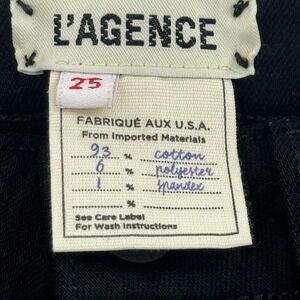 L'AGENCE
25
FABRIQUÉ AUX U.S.A.
From Imported Materials
93 % cotton
6 % polyester
1 % spandex
%
See Care Label
For Wash Instructions